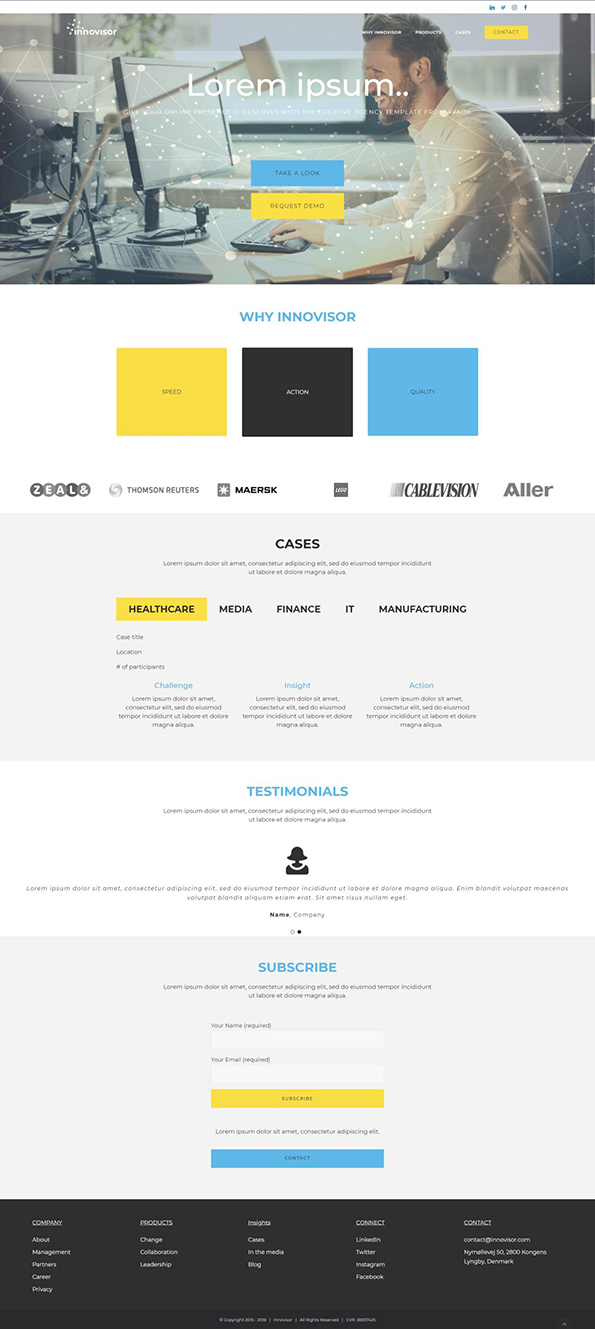 innovisor
WHY INNOVISOR PRODUCTS CASES CONTACT
Lorem ipsum..
GIVE YOUR ONLINE PRESENCE IT DESERVES WITH THE CREATIVE AGENCY TEMPLATE FROM AVADA
TAKE A LOOK
REQUEST DEMO
WHY INNOVISOR
SPEED ACTION QUALITY
ZEAL& THOMSON REUTERS MAERSK LEGO CABLEVISION Aller
CASES
Lorem ipsum dolor sit amet, consectetur adipiscing elit, sed do eiusmod tempor incididunt
ut labore et dolore magna aliqua.
HEALTHCARE MEDIA FINANCE IT MANUFACTURING
Case title
Location
# of participants
Challenge Insight Action
Lorem ipsum dolor sit amet, Lorem ipsum dolor sit amet, Lorem ipsum dolor sit amet,
consectetur adipiscing elit, sed do eiusmod consectetur adipiscing elit, sed do eiusmod consectetur adipiscing elit, sed do eiusmod
tempor incididunt ut labore et dolore tempor incididunt ut labore et dolore tempor incididunt ut labore et dolore
magna aliqua. magna aliqua. magna aliqua.
TESTIMONIALS
Lorem ipsum dolor sit amet, consectetur adipiscing elit, sed do eiusmod tempor incididunt
ut labore et dolore magna aliqua.
Lorem ipsum dolor sit amet, consectetur adipiscing elit, sed do eiusmod tempor incididunt ut labore et dolore magna aliqua. Enim blandit volutpat maecenas
volutpat blandit aliquam etiam erat. Sit amet risus nullam eget.
Name, Company
SUBSCRIBE
Lorem ipsum dolor sit amet, consectetur adipiscing elit, sed do eiusmod tempor incididunt
ut labore et dolore magna aliqua.
Your Name (required)
Your Email (required)
SUBSCRIBE
Lorem ipsum dolor sit amet, consectetur adipiscing elit.
CONTACT
COMPANY PRODUCTS Insights CONNECT CONTACT
About Change Cases LinkedIn contact@innovisor.com
Management Collaboration In the media Twitter Nymøllevej 50, 2800 Kongens
Partners Leadership Blog Instagram Lyngby, Denmark
Career Facebook
Privacy
© Copyright 2015 - 2018 | Innovisor | All Rights Reserved | CVR: